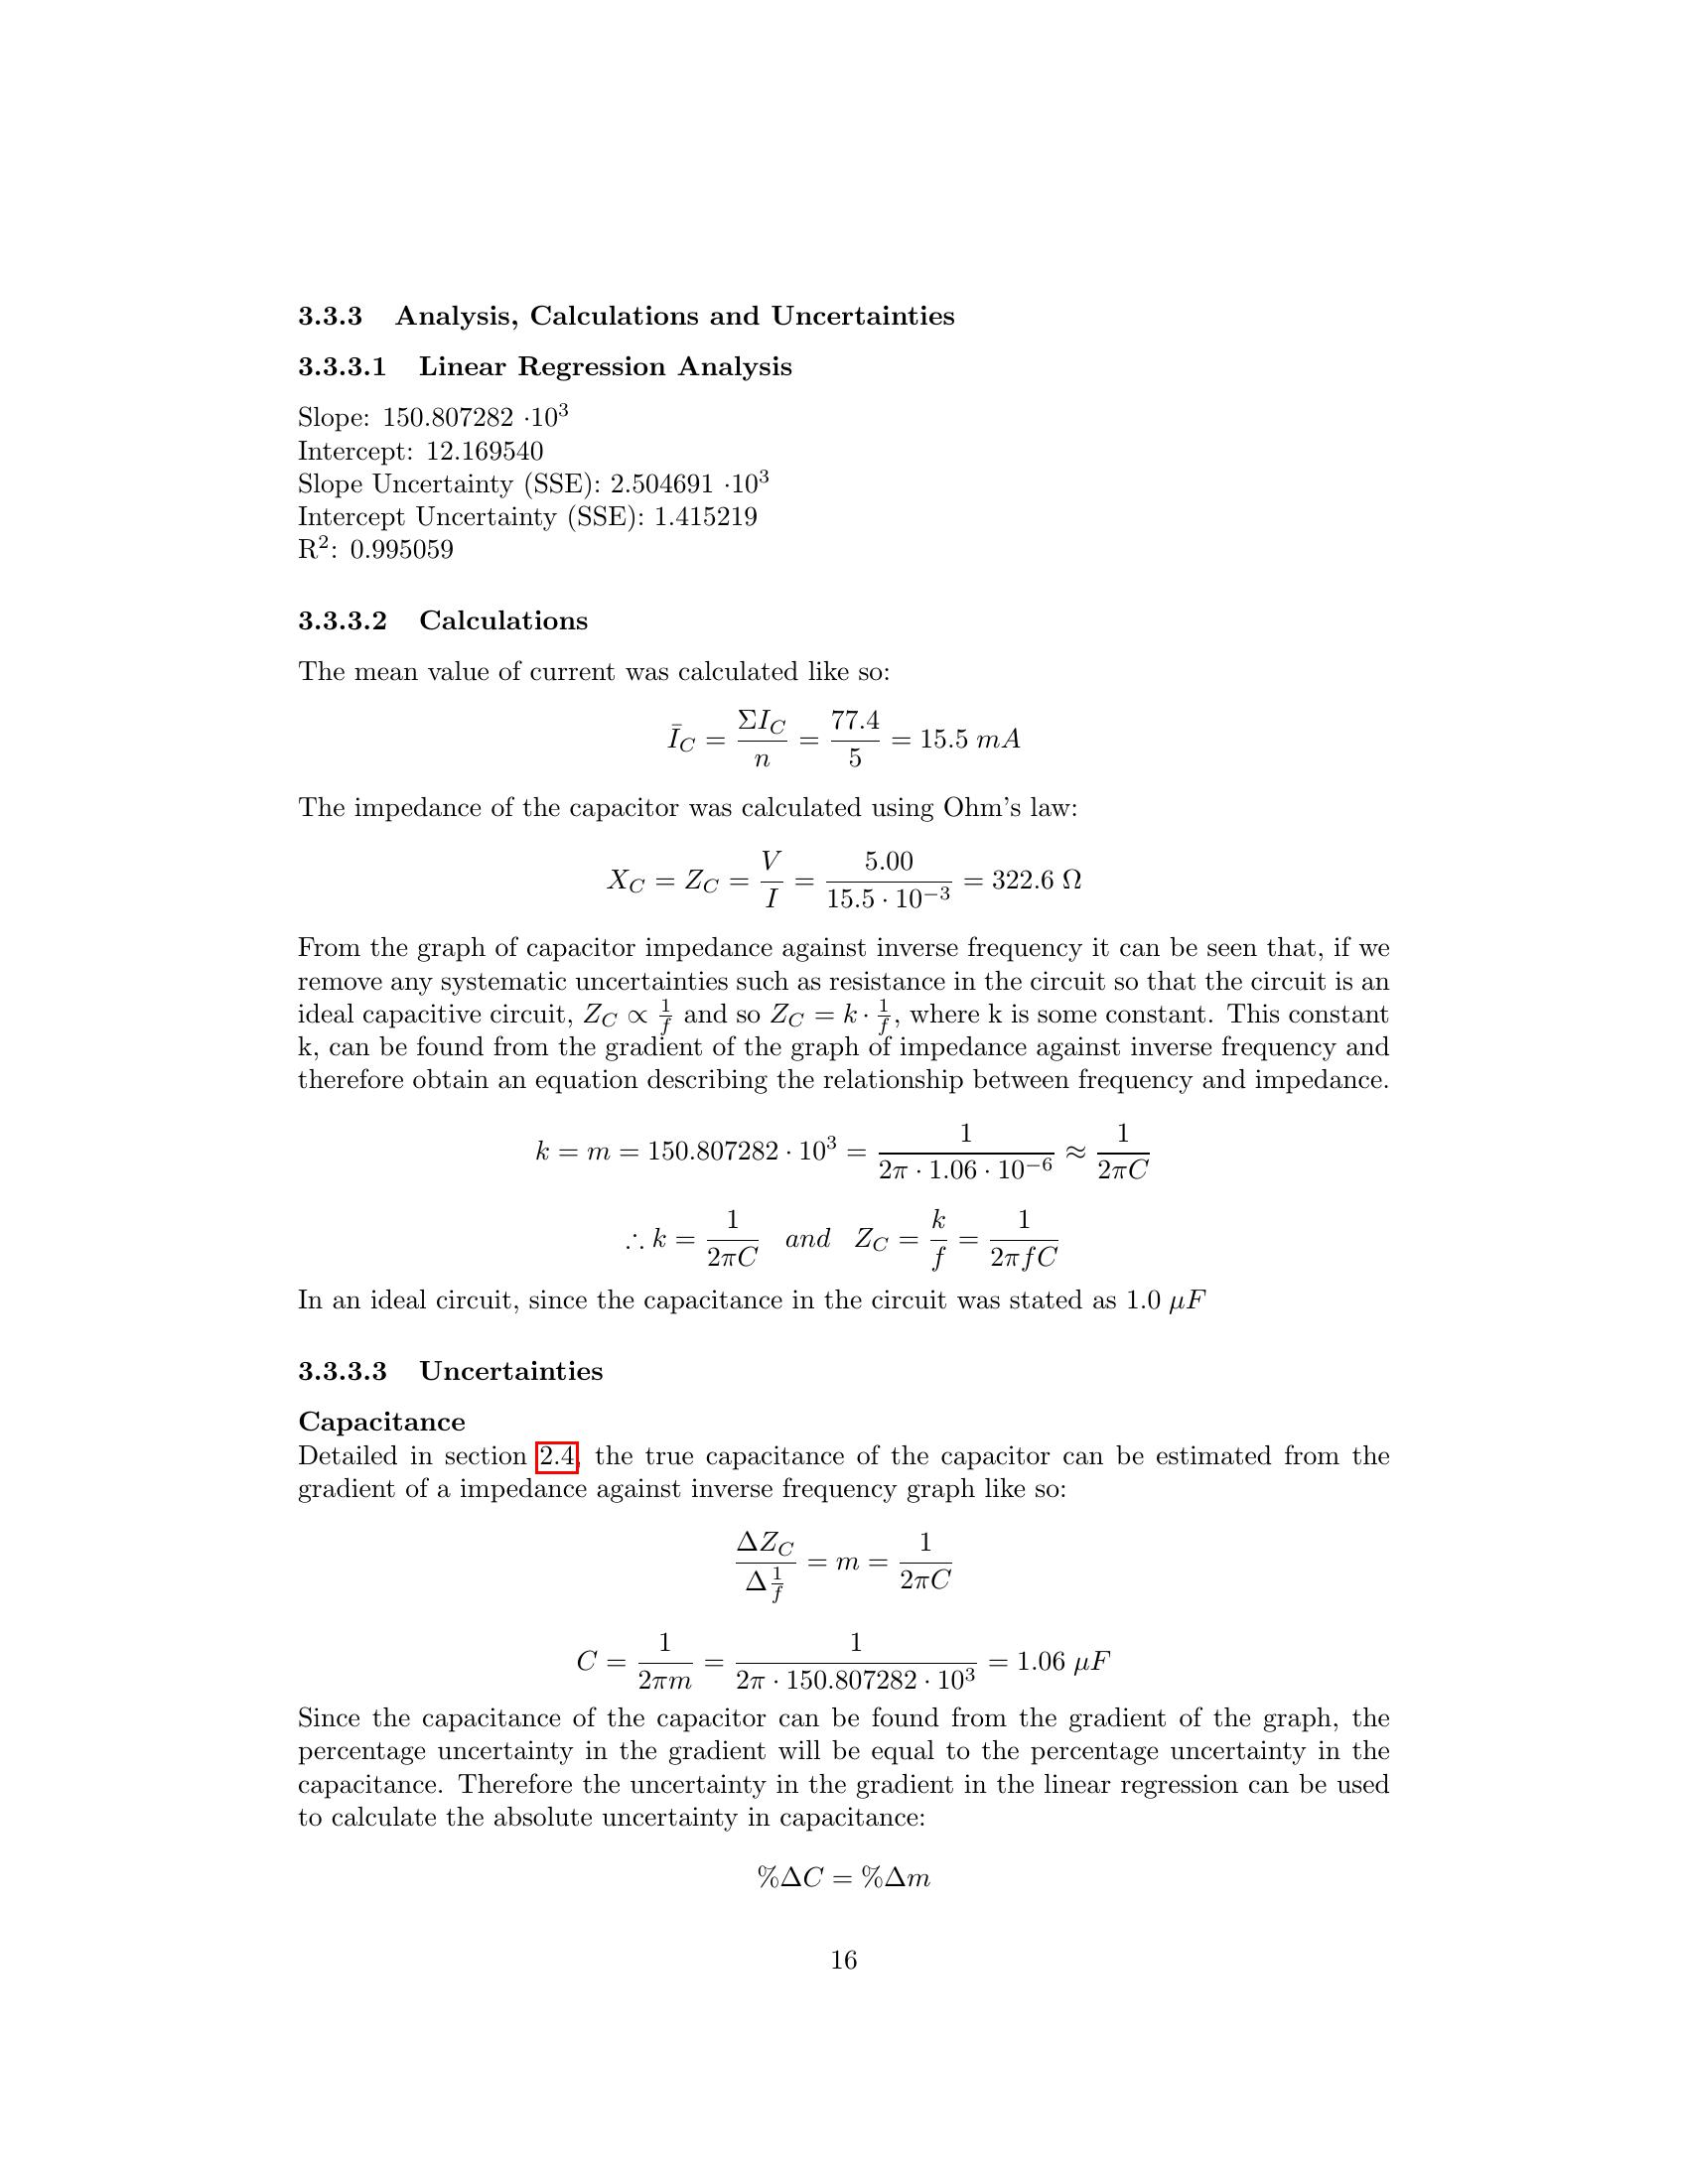 3.3.3 Analysis, Calculations and Uncertainties
3.3.3.1 Linear Regression Analysis
Slope: 150.807282 ·10³
Intercept: 12.169540
Slope Uncertainty (SSE): 2.504691 ·10³
Intercept Uncertainty (SSE): 1.415219
R²: 0.995059
3.3.3.2 Calculations
The mean value of current was calculated like so:
$\bar{I}_C = \frac{\Sigma I_C}{n} = \frac{77.4}{5} = 15.5 \; mA$
The impedance of the capacitor was calculated using Ohm's law:
$X_C = Z_C = \frac{V}{I} = \frac{5.00}{15.5 \cdot 10^{-3}} = 322.6 \; \Omega$
From the graph of capacitor impedance against inverse frequency it can be seen that, if we
remove any systematic uncertainties such as resistance in the circuit so that the circuit is an
ideal capacitive circuit, $Z_C \propto \frac{1}{f}$ and so $Z_C = k \cdot \frac{1}{f}$, where k is some constant. This constant
k, can be found from the gradient of the graph of impedance against inverse frequency and
therefore obtain an equation describing the relationship between frequency and impedance.
$k = m = 150.807282 \cdot 10^3 = \frac{1}{2\pi \cdot 1.06 \cdot 10^{-6}} \approx \frac{1}{2\pi C}$
$\therefore k = \frac{1}{2\pi C} \;\; and \;\; Z_C = \frac{k}{f} = \frac{1}{2\pi f C}$
In an ideal circuit, since the capacitance in the circuit was stated as 1.0 $\mu F$
3.3.3.3 Uncertainties
Capacitance
Detailed in section 2.4, the true capacitance of the capacitor can be estimated from the
gradient of a impedance against inverse frequency graph like so:
$\frac{\Delta Z_C}{\Delta \frac{1}{f}} = m = \frac{1}{2\pi C}$
$C = \frac{1}{2\pi m} = \frac{1}{2\pi \cdot 150.807282 \cdot 10^3} = 1.06 \; \mu F$
Since the capacitance of the capacitor can be found from the gradient of the graph, the
percentage uncertainty in the gradient will be equal to the percentage uncertainty in the
capacitance. Therefore the uncertainty in the gradient in the linear regression can be used
to calculate the absolute uncertainty in capacitance:
$\%\Delta C = \%\Delta m$
16